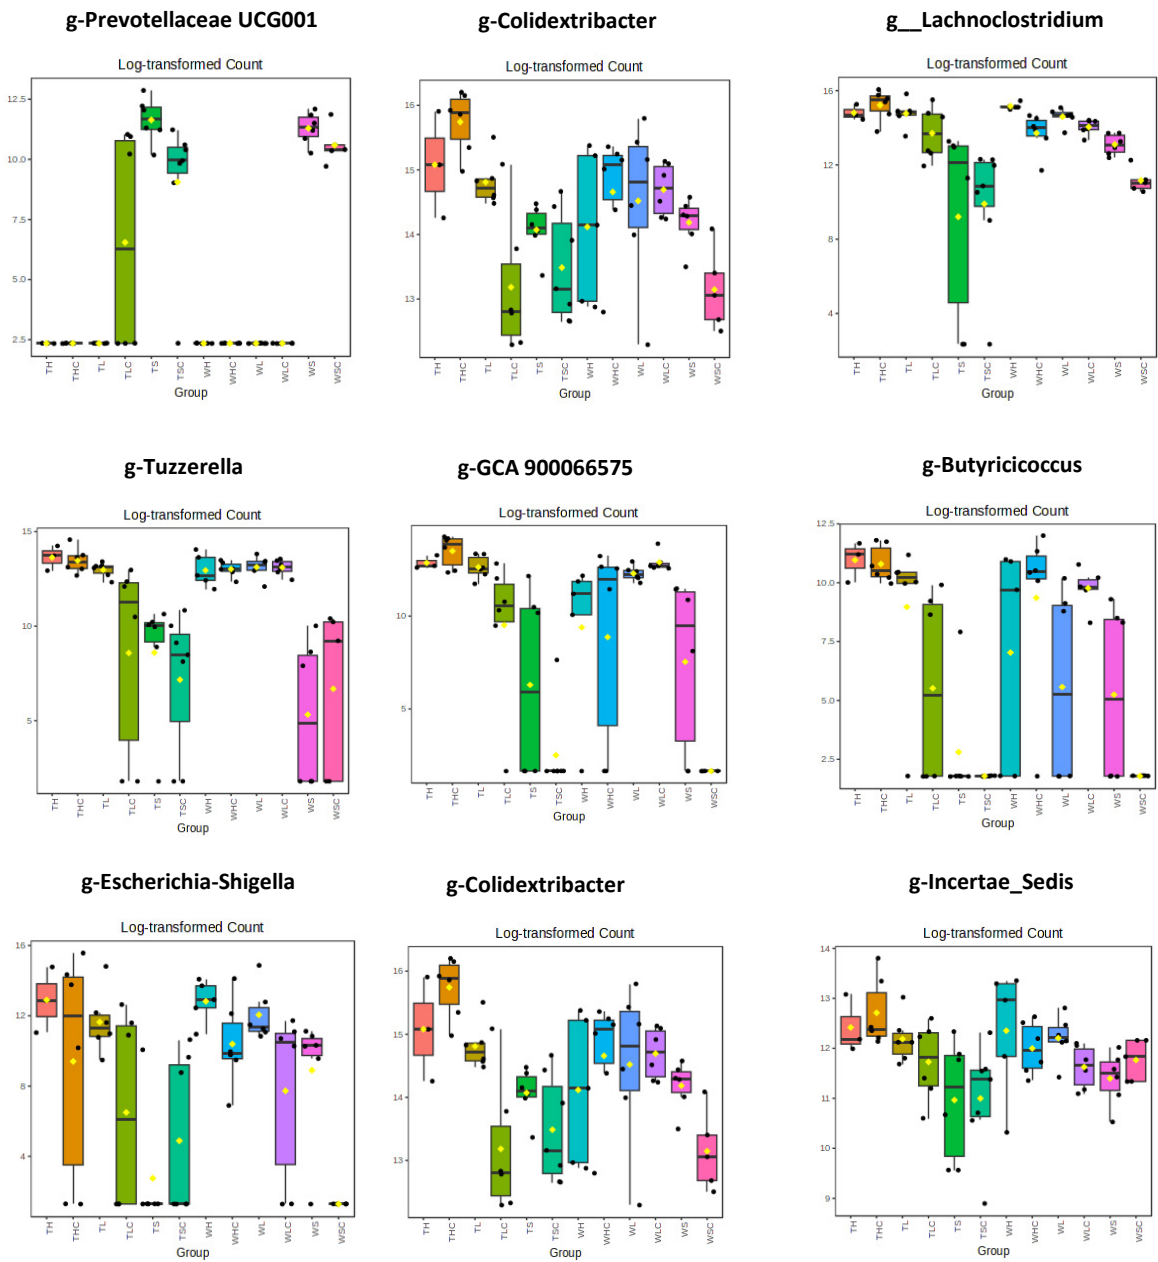 g-Prevotellaceae UCG001
g-Colidextribacter
g__Lachnoclostridium
Log-transformed Count
12.5
10.0
7.5
5.0
2.5
TH THC TL TLC TS TSC WH WHC WL WLC WS WSC
Group
Log-transformed Count
16
15
14
13
TH THC TL TLC TS TSC WH WHC WL WLC WS WSC
Group
Log-transformed Count
16
12
8
4
TH THC TL TLC TS TSC WH WHC WL WLC WS WSC
Group
g-Tuzzerella
g-GCA 900066575
g-Butyricicoccus
Log-transformed Count
15
10
5
TH THC TL TLC TS TSC WH WHC WL WLC WS WSC
Group
Log-transformed Count
10
5
TH THC TL TLC TS TSC WH WHC WL WLC WS WSC
Group
Log-transformed Count
12.5
10.0
7.5
5.0
2.5
TH THC TL TLC TS TSC WH WHC WL WLC WS WSC
Group
g-Escherichia-Shigella
g-Colidextribacter
g-Incertae_Sedis
Log-transformed Count
16
12
8
4
TH THC TL TLC TS TSC WH WHC WL WLC WS WSC
Group
Log-transformed Count
16
15
14
13
TH THC TL TLC TS TSC WH WHC WL WLC WS WSC
Group
Log-transformed Count
14
13
12
11
10
9
TH THC TL TLC TS TSC WH WHC WL WLC WS WSC
Group